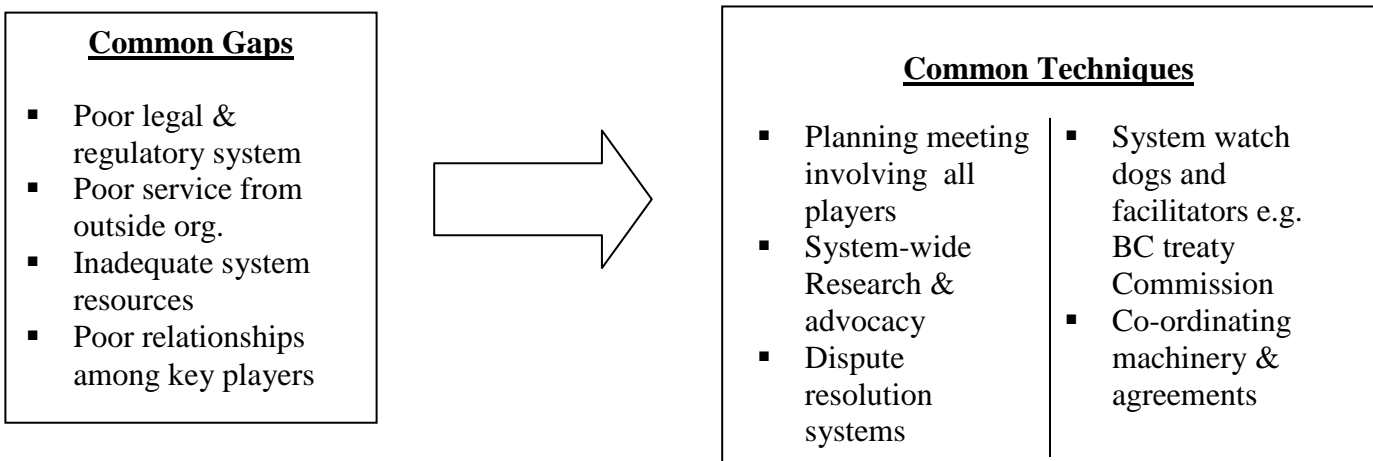 Common Gaps
▪ Poor legal &
regulatory system
▪ Poor service from
outside org.
▪ Inadequate system
resources
▪ Poor relationships
among key players
Common Techniques
▪ Planning meeting
involving all
players
▪ System-wide
Research &
advocacy
▪ Dispute
resolution
systems
▪ System watch
dogs and
facilitators e.g.
BC treaty
Commission
▪ Co-ordinating
machinery &
agreements